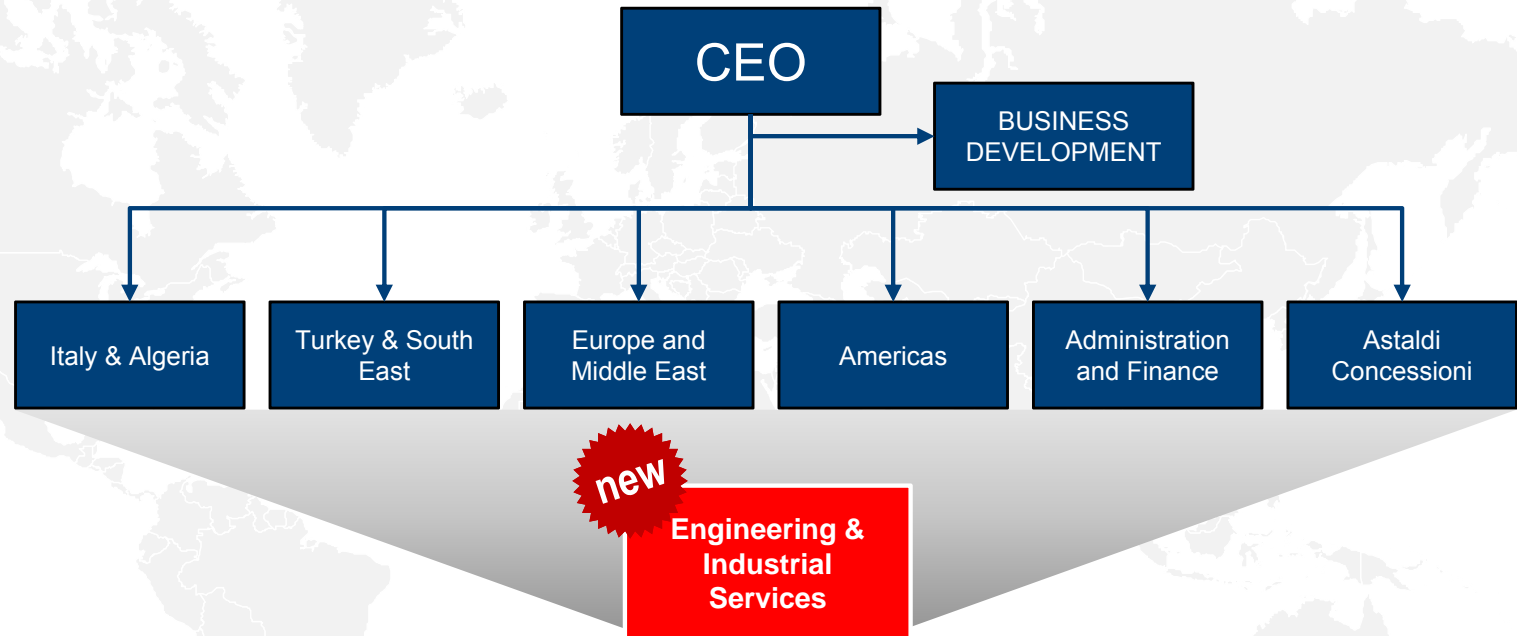 CEO
BUSINESS
DEVELOPMENT
Italy & Algeria
Turkey & South
East
Europe and
Middle East
Americas
Administration
and Finance
Astaldi
Concessioni
new
Engineering &
Industrial
Services